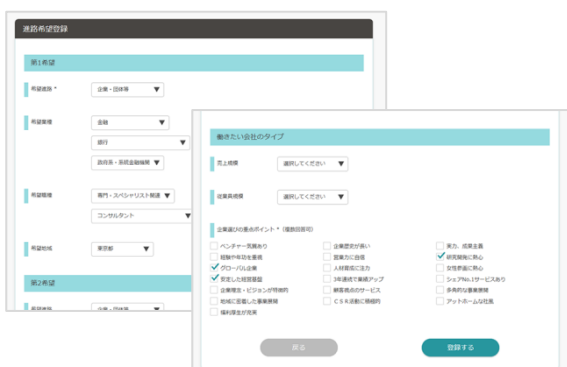 進路希望登録
第1希望
希望進路 *
企業・団体等
希望業種
金融
銀行
政府系・系統金融機関
希望職種
専門・スペシャリスト関連
コンサルタント
希望地域
東京都
第2希望
希望進路
企業・団体等
働きたい会社のタイプ
売上規模
選択してください
従業員規模
選択してください
企業選びの重点ポイント *（複数回答可）
ベンチャー気質あり
企業歴史が長い
実力、成果主義
経験や年功を重視
営業力に自信
研究開発に熱心
グローバル企業
人材育成に注力
女性参画に熱心
安定した経営基盤
3年連続で業績アップ
シェアNo.1サービスあり
企業理念・ビジョンが特徴的
顧客視点のサービス
多角的な事業展開
地域に密着した事業展開
CSR活動に積極的
アットホームな社風
福利厚生が充実
戻る
登録する